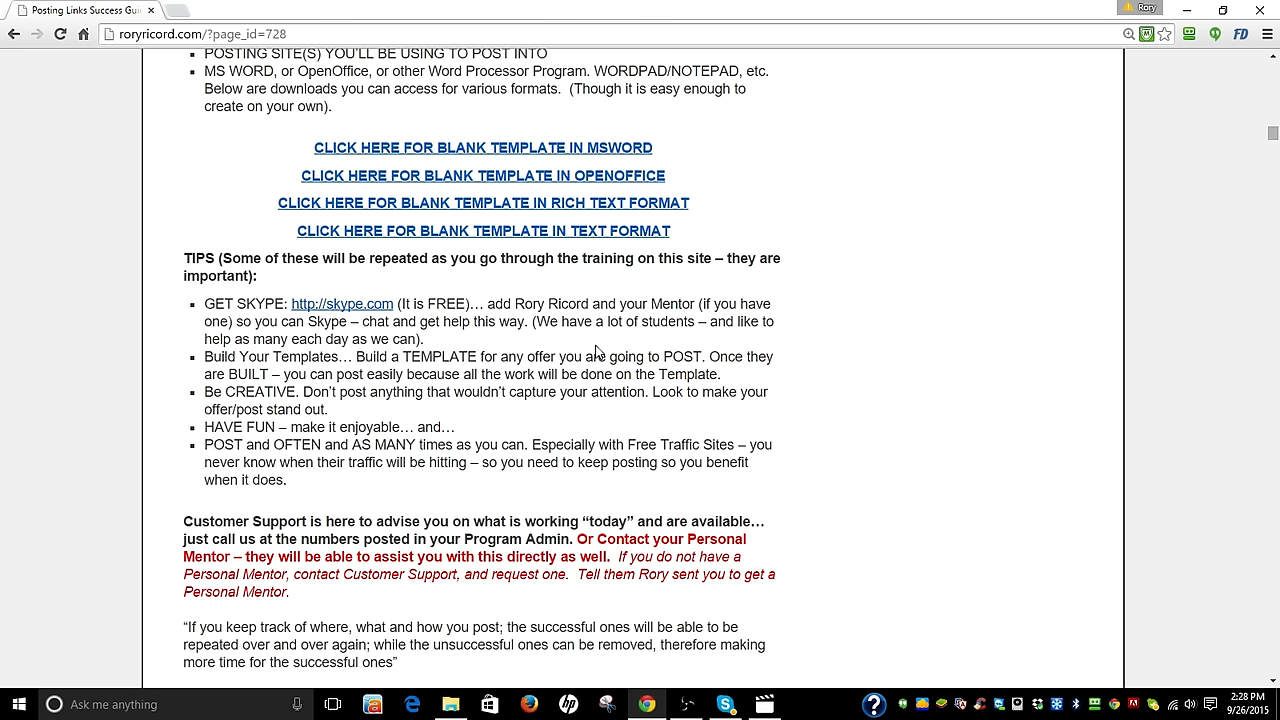 Posting Links Success Gui
Rory
roryricord.com/?page_id=728
FD
POSTING SITE(S) YOU'LL BE USING TO POST INTO
MS WORD, or OpenOffice, or other Word Processor Program. WORDPAD/NOTEPAD, etc.
Below are downloads you can access for various formats. (Though it is easy enough to
create on your own).
CLICK HERE FOR BLANK TEMPLATE IN MSWORD
CLICK HERE FOR BLANK TEMPLATE IN OPENOFFICE
CLICK HERE FOR BLANK TEMPLATE IN RICH TEXT FORMAT
CLICK HERE FOR BLANK TEMPLATE IN TEXT FORMAT
TIPS (Some of these will be repeated as you go through the training on this site – they are
important):
GET SKYPE: http://skype.com (It is FREE)… add Rory Ricord and your Mentor (if you have
one) so you can Skype – chat and get help this way. (We have a lot of students – and like to
help as many each day as we can).
Build Your Templates… Build a TEMPLATE for any offer you are going to POST. Once they
are BUILT – you can post easily because all the work will be done on the Template.
Be CREATIVE. Don't post anything that wouldn't capture your attention. Look to make your
offer/post stand out.
HAVE FUN – make it enjoyable… and…
POST and OFTEN and AS MANY times as you can. Especially with Free Traffic Sites – you
never know when their traffic will be hitting – so you need to keep posting so you benefit
when it does.
Customer Support is here to advise you on what is working “today” and are available…
just call us at the numbers posted in your Program Admin. Or Contact your Personal
Mentor – they will be able to assist you with this directly as well. If you do not have a
Personal Mentor, contact Customer Support, and request one. Tell them Rory sent you to get a
Personal Mentor.
“If you keep track of where, what and how you post; the successful ones will be able to be
repeated over and over again; while the unsuccessful ones can be removed, therefore making
more time for the successful ones”
Ask me anything
2:28 PM
9/26/2015